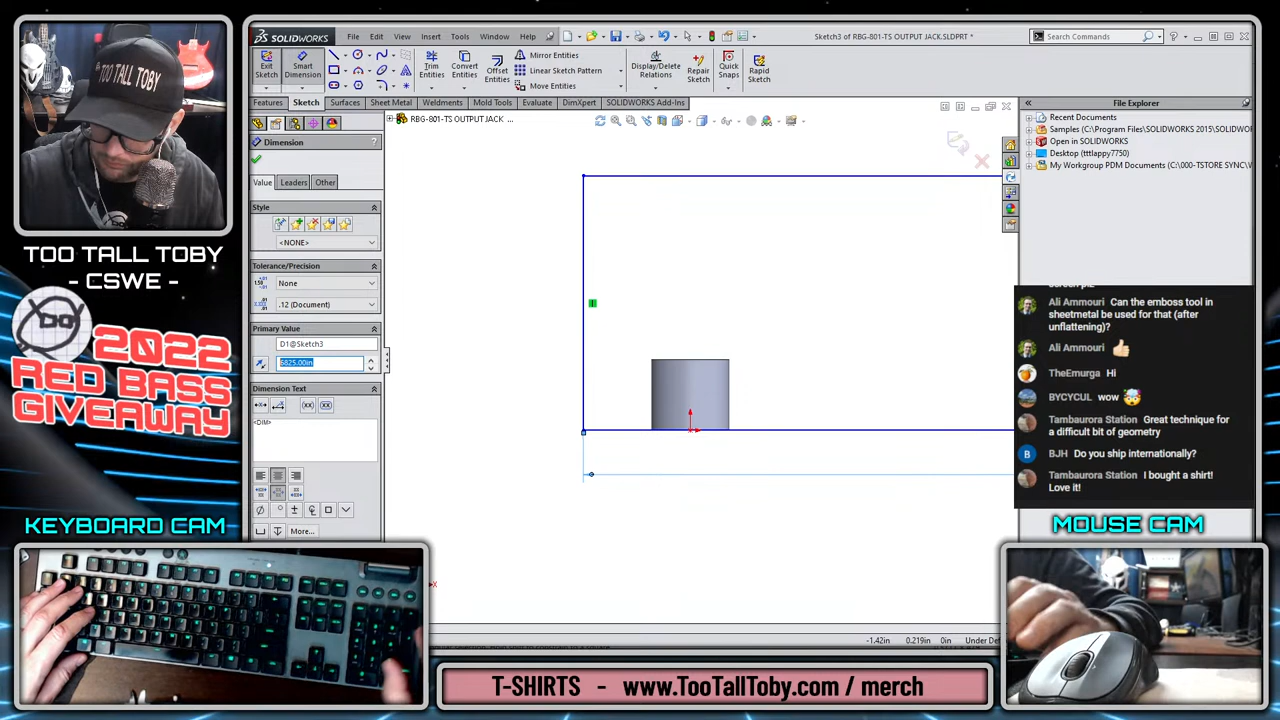 SOLIDWORKS
File
Edit
View
Insert
Tools
Window
Help
Sketch3 of RBG-801-TS OUTPUT JACK.SLDPRT *
Search Commands
Exit
Sketch
Smart
Dimension
Trim
Entities
Convert
Entities
Offset
Entities
Mirror Entities
Linear Sketch Pattern
Move Entities
Display/Delete
Relations
Repair
Sketch
Quick
Snaps
Rapid
Sketch
Features
Sketch
Surfaces
Sheet Metal
Weldments
Mold Tools
Evaluate
DimXpert
SOLIDWORKS Add-Ins
RBG-801-TS OUTPUT JACK ...
Dimension
Value
Leaders
Other
Style
<NONE>
Tolerance/Precision
None
.12 (Document)
Primary Value
D1@Sketch3
6825.00in
Dimension Text
<DIM>
More...
File Explorer
Recent Documents
Samples (C:\Program Files\SOLIDWORKS 2015\SOLIDWO
Open in SOLIDWORKS
Desktop (tttlappy7750)
My Workgroup PDM Documents (C:\000-TSTORE SYNC\W
TOO TALL TOBY
TOO TALL TOBY
- CSWE -
2022
RED BASS
GIVEAWAY
KEYBOARD CAM
Ali Ammouri Can the emboss tool in
sheetmetal be used for that (after
unflattening)?
Ali Ammouri 👍
TheEmurga Hi
BYCYCUL wow 🤯
Tambaurora Station Great technique for
a difficult bit of geometry
B
BJH Do you ship internationally?
Tambaurora Station I bought a shirt!
Love it!
MOUSE CAM
-1.42in
0.219in
0in
Under Def
T-SHIRTS - www.TooTallToby.com / merch